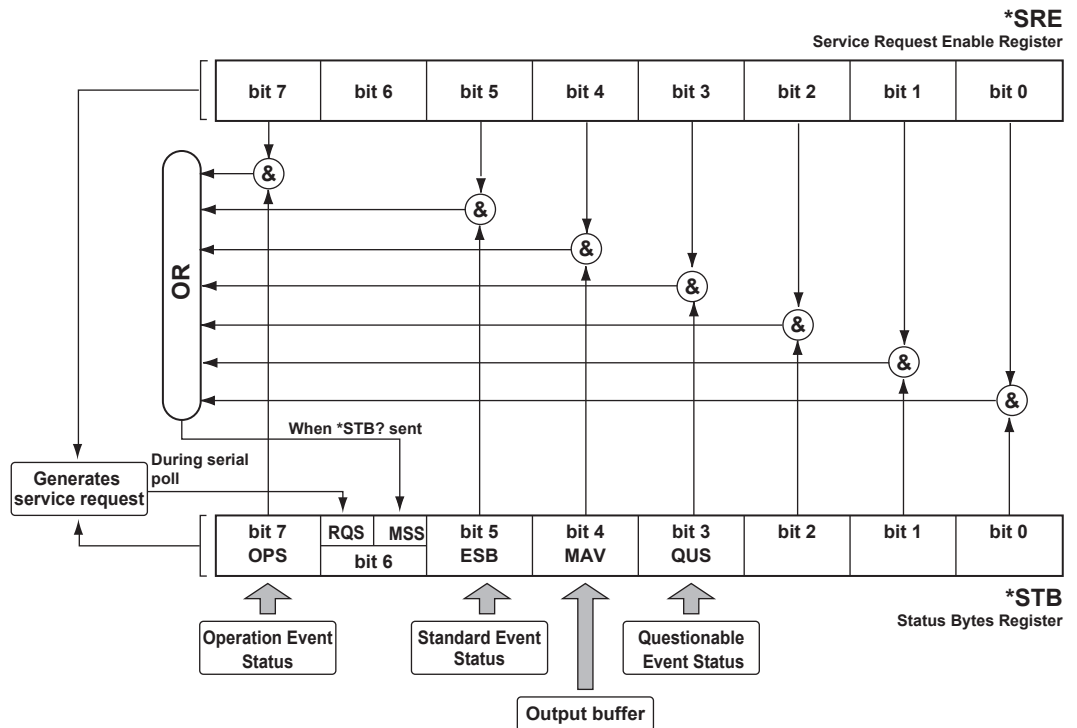 *SRE
Service Request Enable Register
bit 7 bit 6 bit 5 bit 4 bit 3 bit 2 bit 1 bit 0
&
&
&
&
&
&
&
OR
When *STB? sent
During serial
poll
Generates
service request
bit 7 RQS MSS bit 5 bit 4 bit 3 bit 2 bit 1 bit 0
OPS bit 6 ESB MAV QUS
*STB
Status Bytes Register
Operation Event
Status
Standard Event
Status
Questionable
Event Status
Output buffer